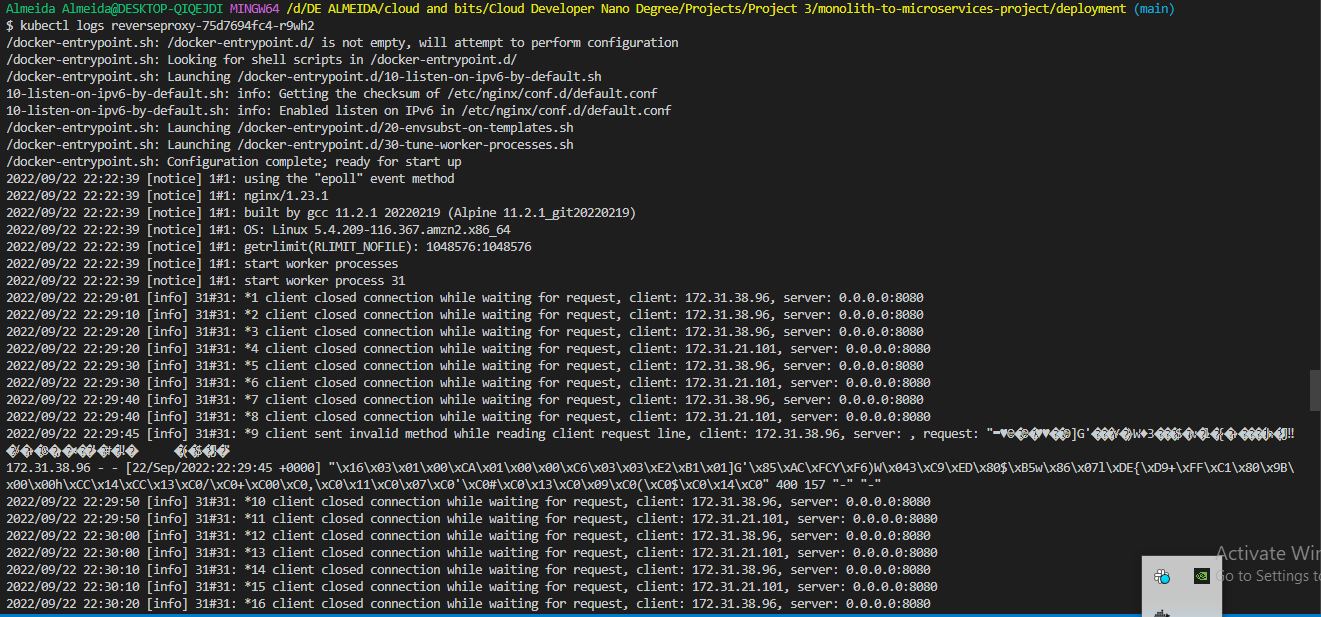 Almeida Almeida@DESKTOP-QIQEJDI MINGW64 /d/DE ALMEIDA/cloud and bits/Cloud Developer Nano Degree/Projects/Project 3/monolith-to-microservices-project/deployment (main)
$ kubectl logs reverseproxy-75d7694fc4-r9wh2
/docker-entrypoint.sh: /docker-entrypoint.d/ is not empty, will attempt to perform configuration
/docker-entrypoint.sh: Looking for shell scripts in /docker-entrypoint.d/
/docker-entrypoint.sh: Launching /docker-entrypoint.d/10-listen-on-ipv6-by-default.sh
10-listen-on-ipv6-by-default.sh: info: Getting the checksum of /etc/nginx/conf.d/default.conf
10-listen-on-ipv6-by-default.sh: info: Enabled listen on IPv6 in /etc/nginx/conf.d/default.conf
/docker-entrypoint.sh: Launching /docker-entrypoint.d/20-envsubst-on-templates.sh
/docker-entrypoint.sh: Launching /docker-entrypoint.d/30-tune-worker-processes.sh
/docker-entrypoint.sh: Configuration complete; ready for start up
2022/09/22 22:22:39 [notice] 1#1: using the "epoll" event method
2022/09/22 22:22:39 [notice] 1#1: nginx/1.23.1
2022/09/22 22:22:39 [notice] 1#1: built by gcc 11.2.1 20220219 (Alpine 11.2.1_git20220219)
2022/09/22 22:22:39 [notice] 1#1: OS: Linux 5.4.209-116.367.amzn2.x86_64
2022/09/22 22:22:39 [notice] 1#1: getrlimit(RLIMIT_NOFILE): 1048576:1048576
2022/09/22 22:22:39 [notice] 1#1: start worker processes
2022/09/22 22:22:39 [notice] 1#1: start worker process 31
2022/09/22 22:29:01 [info] 31#31: *1 client closed connection while waiting for request, client: 172.31.38.96, server: 0.0.0.0:8080
2022/09/22 22:29:10 [info] 31#31: *2 client closed connection while waiting for request, client: 172.31.38.96, server: 0.0.0.0:8080
2022/09/22 22:29:20 [info] 31#31: *3 client closed connection while waiting for request, client: 172.31.38.96, server: 0.0.0.0:8080
2022/09/22 22:29:20 [info] 31#31: *4 client closed connection while waiting for request, client: 172.31.21.101, server: 0.0.0.0:8080
2022/09/22 22:29:30 [info] 31#31: *5 client closed connection while waiting for request, client: 172.31.38.96, server: 0.0.0.0:8080
2022/09/22 22:29:30 [info] 31#31: *6 client closed connection while waiting for request, client: 172.31.21.101, server: 0.0.0.0:8080
2022/09/22 22:29:40 [info] 31#31: *7 client closed connection while waiting for request, client: 172.31.38.96, server: 0.0.0.0:8080
2022/09/22 22:29:40 [info] 31#31: *8 client closed connection while waiting for request, client: 172.31.21.101, server: 0.0.0.0:8080
2022/09/22 22:29:45 [info] 31#31: *9 client sent invalid method while reading client request line, client: 172.31.38.96, server: , request: "
172.31.38.96 - - [22/Sep/2022:22:29:45 +0000] "\x16\x03\x01\x00\xCA\x01\x00\x00\xC6\x03\x03\xE2\xB1\x01]G'\x85\xAC\xFCY\xF6)W\x043\xC9\xED\x80$\xB5w\x86\x07l\xDE{\xD9+\xFF\xC1\x80\x9B\
\x00\x00h\xCC\x14\xCC\x13\xC0/\xC0+\xC00\xC0,\xC0\x11\xC0\x07\xC0'\xC0#\xC0\x13\xC0\x09\xC0(\xC0$\xC0\x14\xC0" 400 157 "-" "-"
2022/09/22 22:29:50 [info] 31#31: *10 client closed connection while waiting for request, client: 172.31.38.96, server: 0.0.0.0:8080
2022/09/22 22:29:50 [info] 31#31: *11 client closed connection while waiting for request, client: 172.31.21.101, server: 0.0.0.0:8080
2022/09/22 22:30:00 [info] 31#31: *12 client closed connection while waiting for request, client: 172.31.38.96, server: 0.0.0.0:8080
2022/09/22 22:30:00 [info] 31#31: *13 client closed connection while waiting for request, client: 172.31.21.101, server: 0.0.0.0:8080
2022/09/22 22:30:10 [info] 31#31: *14 client closed connection while waiting for request, client: 172.31.38.96, server: 0.0.0.0:8080
2022/09/22 22:30:10 [info] 31#31: *15 client closed connection while waiting for request, client: 172.31.21.101, server: 0.0.0.0:8080
2022/09/22 22:30:20 [info] 31#31: *16 client closed connection while waiting for request, client: 172.31.38.96, server: 0.0.0.0:8080
Activate Win
Go to Settings to